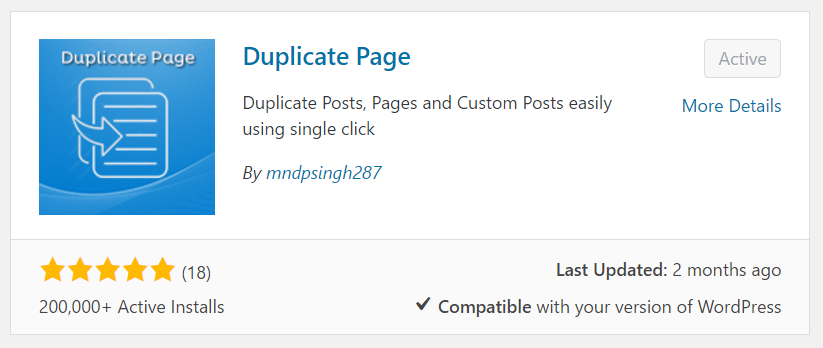 Duplicate Page
Duplicate Page
Active
Duplicate Posts, Pages and Custom Posts easily
using single click
More Details
By mndpsingh287
(18)
Last Updated: 2 months ago
200,000+ Active Installs
Compatible with your version of WordPress